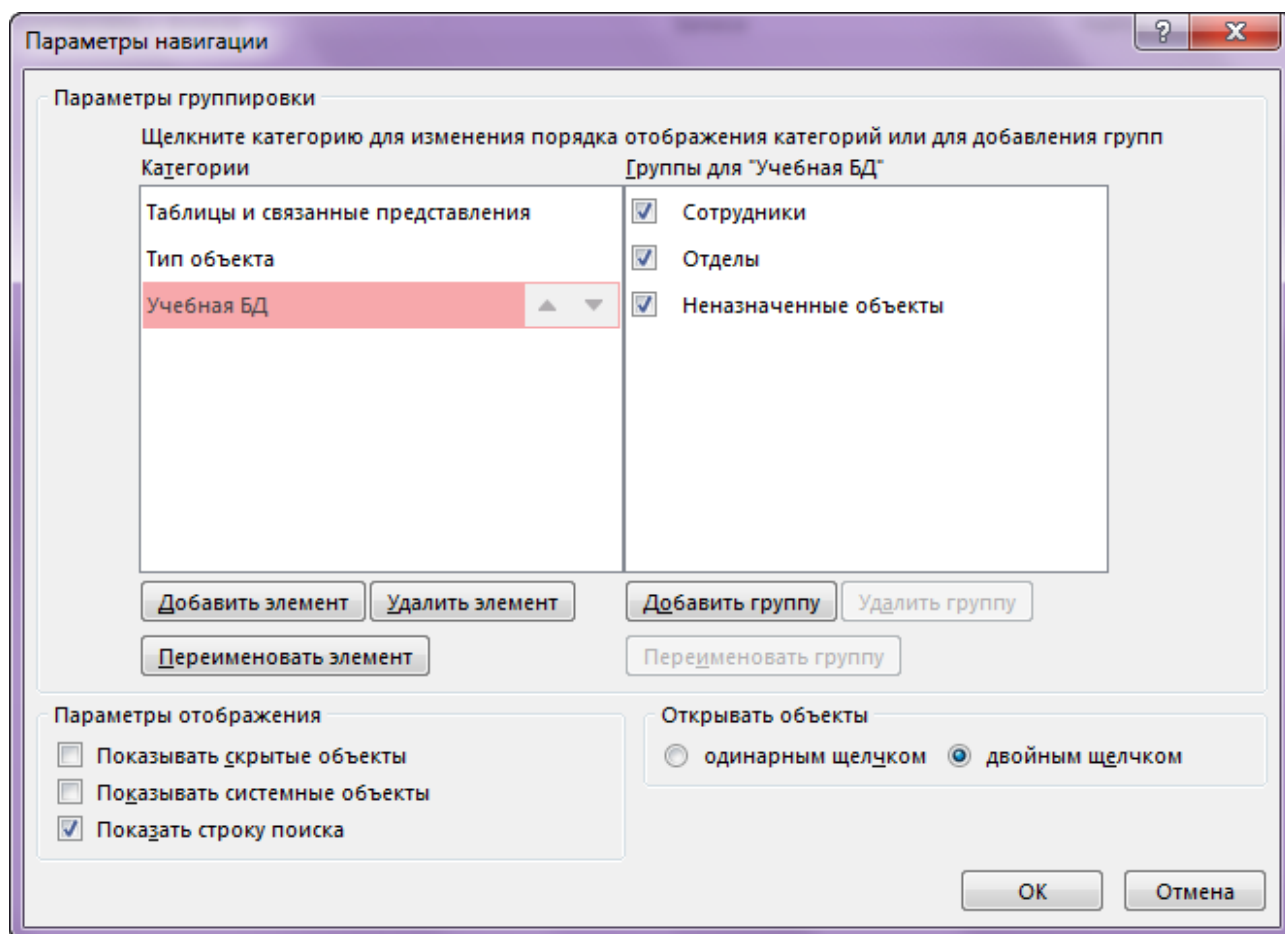 Параметры навигации
Параметры группировки
Щелкните категорию для изменения порядка отображения категорий или для добавления групп
Категории
Группы для "Учебная БД"
Таблицы и связанные представления
Тип объекта
Учебная БД
Сотрудники
Отделы
Неназначенные объекты
Добавить элемент
Удалить элемент
Добавить группу
Удалить группу
Переименовать элемент
Переименовать группу
Параметры отображения
Показывать скрытые объекты
Показывать системные объекты
Показать строку поиска
Открывать объекты
одинарным щелчком
двойным щелчком
ОК
Отмена